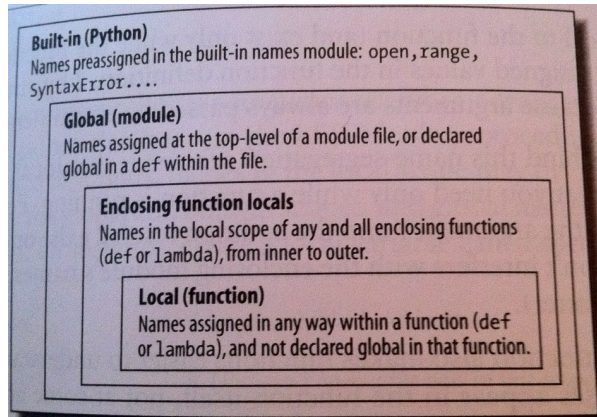 Built-in (Python)
Names preassigned in the built-in names module: open, range,
SyntaxError....
Global (module)
Names assigned at the top-level of a module file, or declared
global in a def within the file.
Enclosing function locals
Names in the local scope of any and all enclosing functions
(def or lambda), from inner to outer.
Local (function)
Names assigned in any way within a function (def
or lambda), and not declared global in that function.